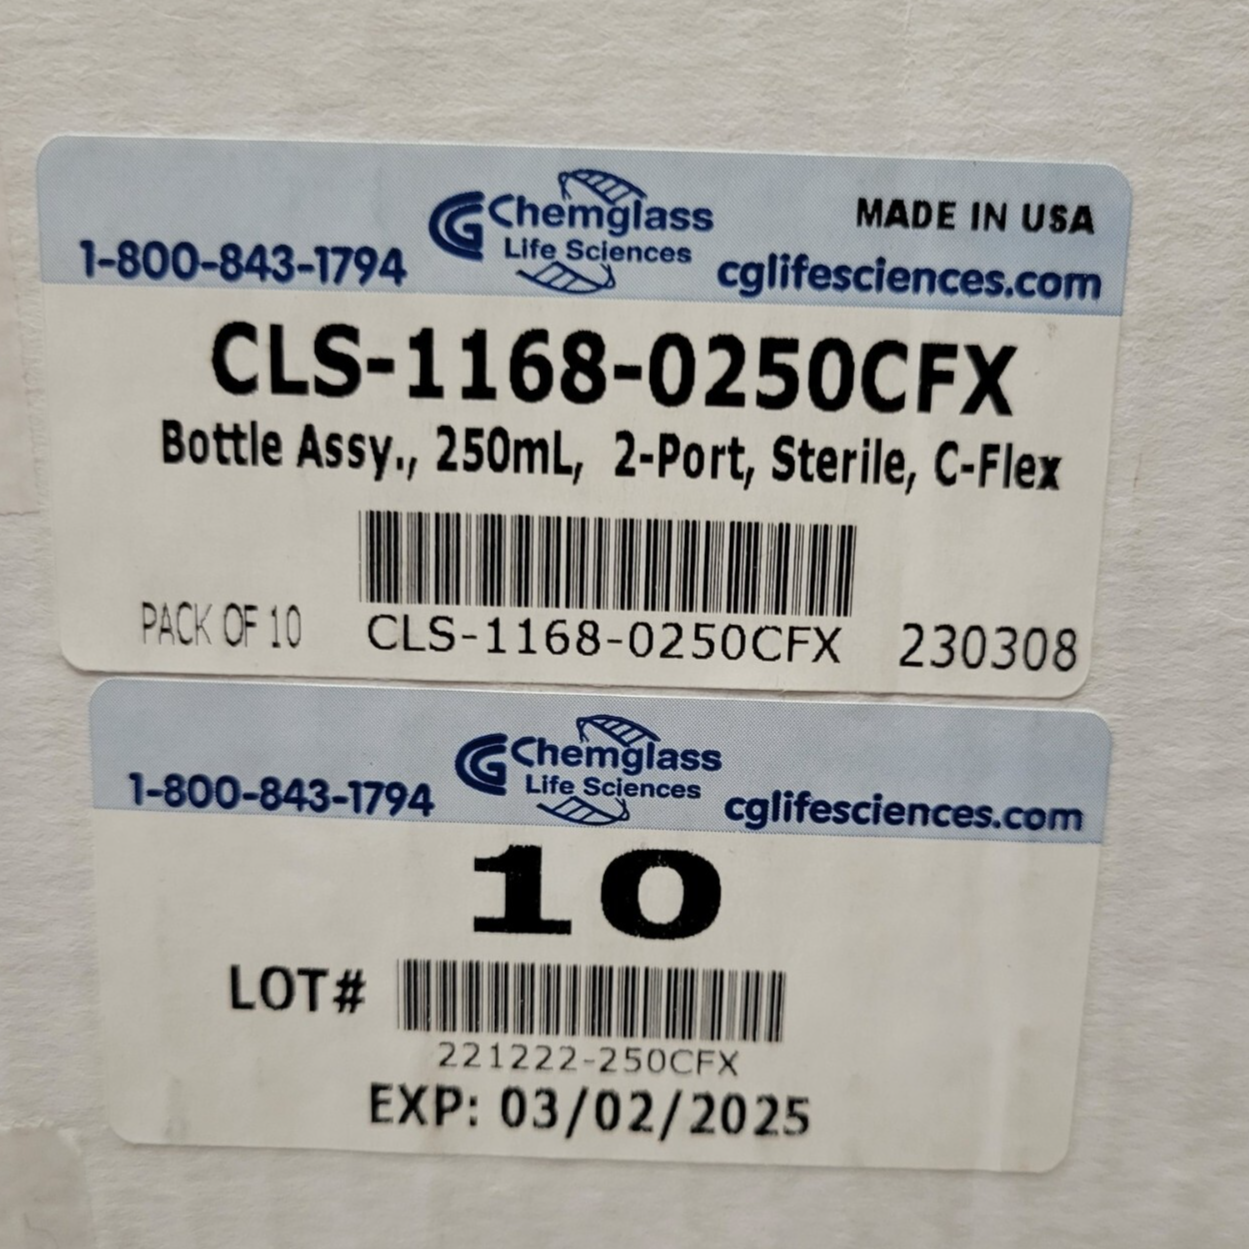 1-800-843-1794
Chemglass
Life Sciences
MADE IN USA
cglifesciences.com
CLS-1168-0250CFX
Bottle Assy., 250mL, 2-Port, Sterile, C-Flex
PACK OF 10
CLS-1168-0250CFX
230308
1-800-843-1794
Chemglass
Life Sciences
cglifesciences.com
10
LOT#
221222-250CFX
EXP: 03/02/2025